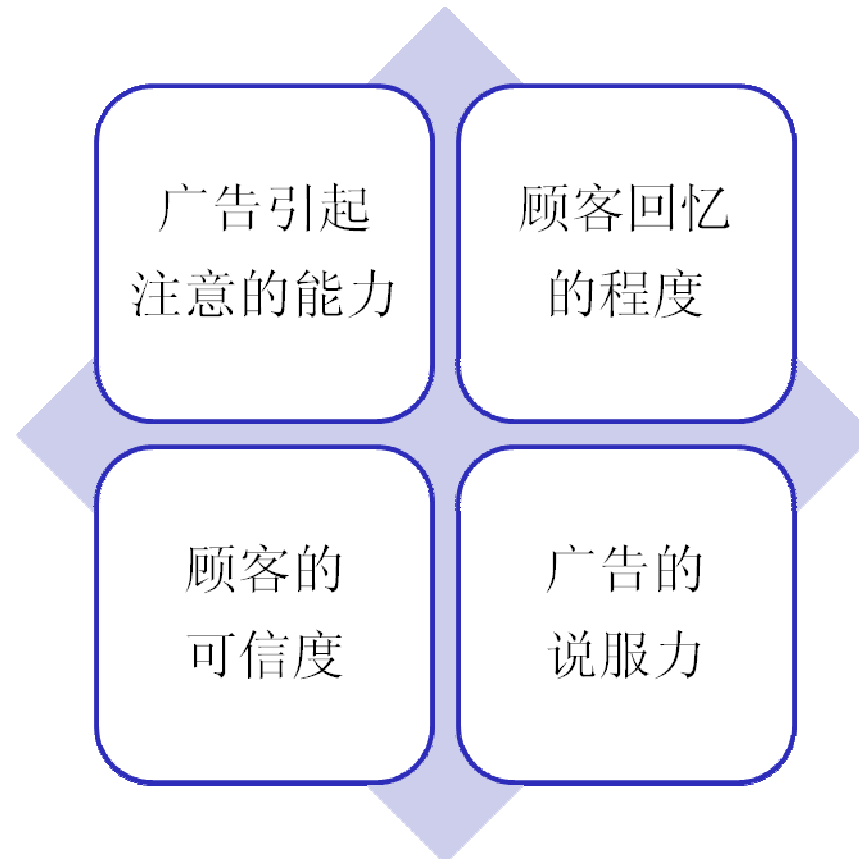 广告引起
注意的能力
顾客回忆
的程度
顾客的
可信度
广告的
说服力